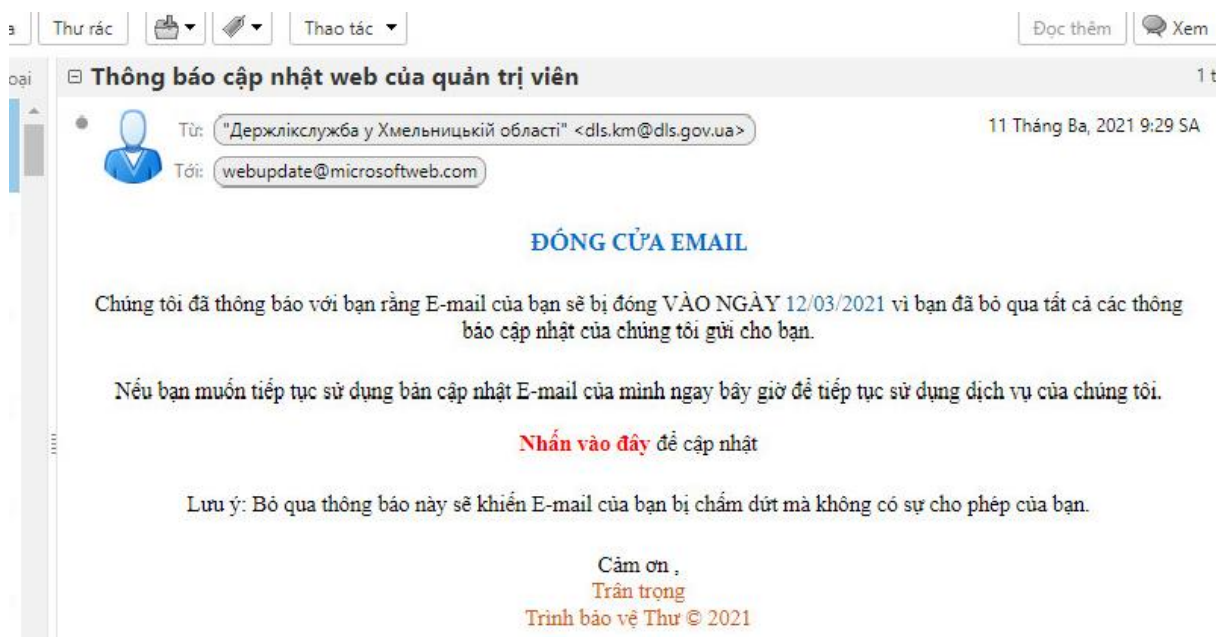 Thư rác Thao tác Đọc thêm Xem
Thông báo cập nhật web của quản trị viên
Từ: "Держлікслужба у Хмельницькій області" <dls.km@dls.gov.ua> 11 Tháng Ba, 2021 9:29 SA
Tới: webupdate@microsoftweb.com
ĐÓNG CỬA EMAIL
Chúng tôi đã thông báo với bạn rằng E-mail của bạn sẽ bị đóng VÀO NGÀY 12/03/2021 vì bạn đã bỏ qua tất cả các thông
báo cập nhật của chúng tôi gửi cho bạn.
Nếu bạn muốn tiếp tục sử dụng bản cập nhật E-mail của mình ngay bây giờ để tiếp tục sử dụng dịch vụ của chúng tôi.
Nhấn vào đây để cập nhật
Lưu ý: Bỏ qua thông báo này sẽ khiến E-mail của bạn bị chấm dứt mà không có sự cho phép của bạn.
Cảm ơn ,
Trân trọng
Trình bảo vệ Thư © 2021